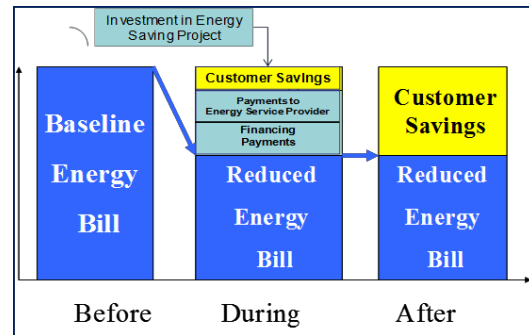 Investment in Energy
Saving Project
Baseline
Energy
Bill
Customer Savings
Payments to
Energy Service Provider
Financing
Payments
Reduced
Energy
Bill
Customer
Savings
Reduced
Energy
Bill
Before
During
After